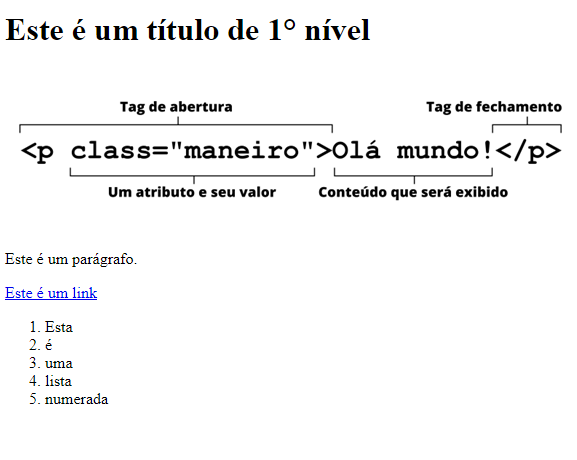 Este é um título de 1° nível
Tag de abertura Tag de fechamento
<p class="maneiro">Olá mundo!</p>
Um atributo e seu valor Conteúdo que será exibido
Este é um parágrafo.
Este é um link
1. Esta
2. é
3. uma
4. lista
5. numerada